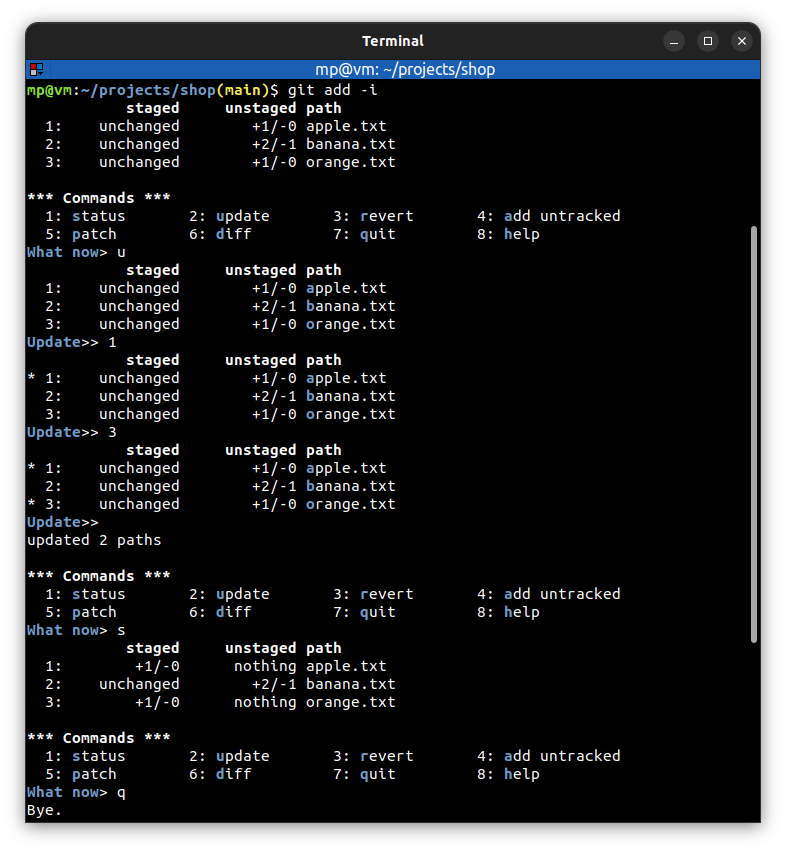 Terminal
mp@vm: ~/projects/shop
mp@vm:~/projects/shop(main)$ git add -i
           staged     unstaged path
  1:    unchanged        +1/-0 apple.txt
  2:    unchanged        +2/-1 banana.txt
  3:    unchanged        +1/-0 orange.txt
*** Commands ***
  1: status       2: update       3: revert       4: add untracked
  5: patch        6: diff         7: quit         8: help
What now> u
           staged     unstaged path
  1:    unchanged        +1/-0 apple.txt
  2:    unchanged        +2/-1 banana.txt
  3:    unchanged        +1/-0 orange.txt
Update>> 1
           staged     unstaged path
* 1:    unchanged        +1/-0 apple.txt
  2:    unchanged        +2/-1 banana.txt
  3:    unchanged        +1/-0 orange.txt
Update>> 3
           staged     unstaged path
* 1:    unchanged        +1/-0 apple.txt
  2:    unchanged        +2/-1 banana.txt
* 3:    unchanged        +1/-0 orange.txt
Update>>
updated 2 paths
*** Commands ***
  1: status       2: update       3: revert       4: add untracked
  5: patch        6: diff         7: quit         8: help
What now> s
           staged     unstaged path
  1:        +1/-0      nothing apple.txt
  2:    unchanged        +2/-1 banana.txt
  3:        +1/-0      nothing orange.txt
*** Commands ***
  1: status       2: update       3: revert       4: add untracked
  5: patch        6: diff         7: quit         8: help
What now> q
Bye.